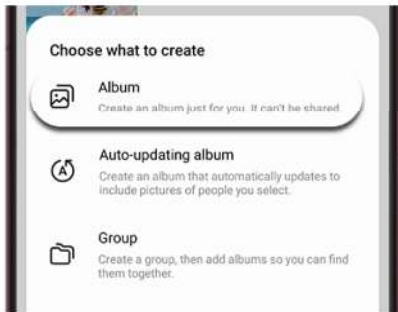 Choose what to create
Album
Create an album just for you. It can't be shared.
Auto-updating album
Create an album that automatically updates to
include pictures of people you select.
Group
Create a group, then add albums so you can find
them together.